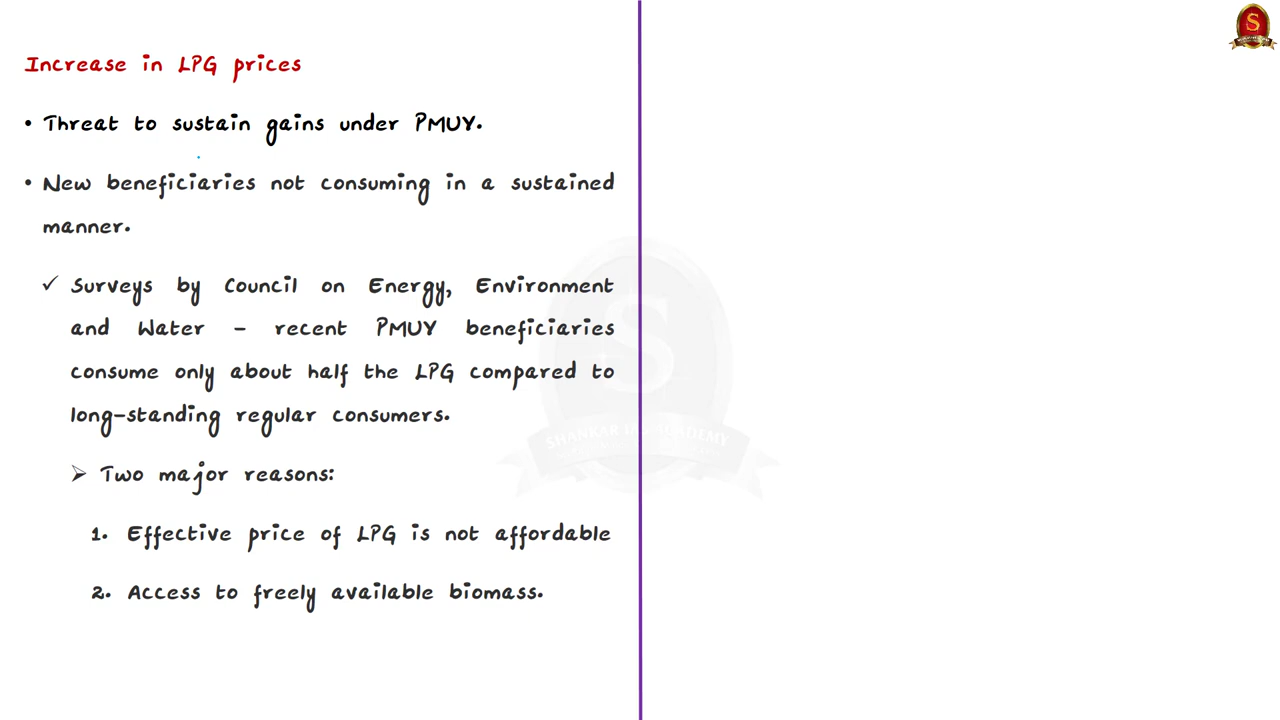 Increase in LPG prices
• Threat to sustain gains under PMUY.
• New beneficiaries not consuming in a sustained
manner.
✓ Surveys by Council on Energy, Environment
and Water – recent PMUY beneficiaries
consume only about half the LPG compared to
long-standing regular consumers.
➢ Two major reasons:
1. Effective price of LPG is not affordable
2. Access to freely available biomass.
S
SHANKAR IAS ACADEMY
S